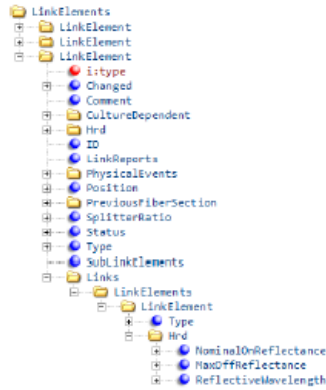 LinkElements
LinkElement
LinkElement
LinkElement
i:type
Changed
Comment
CultureDependent
Hrd
ID
LinkReports
PhysicalEvents
Position
PreviousFiberSection
SplitterRatio
Status
Type
SubLinkElements
Links
LinkElements
LinkElement
Type
Hrd
NominalOnReflectance
MaxOffReflectance
ReflectiveWavelength